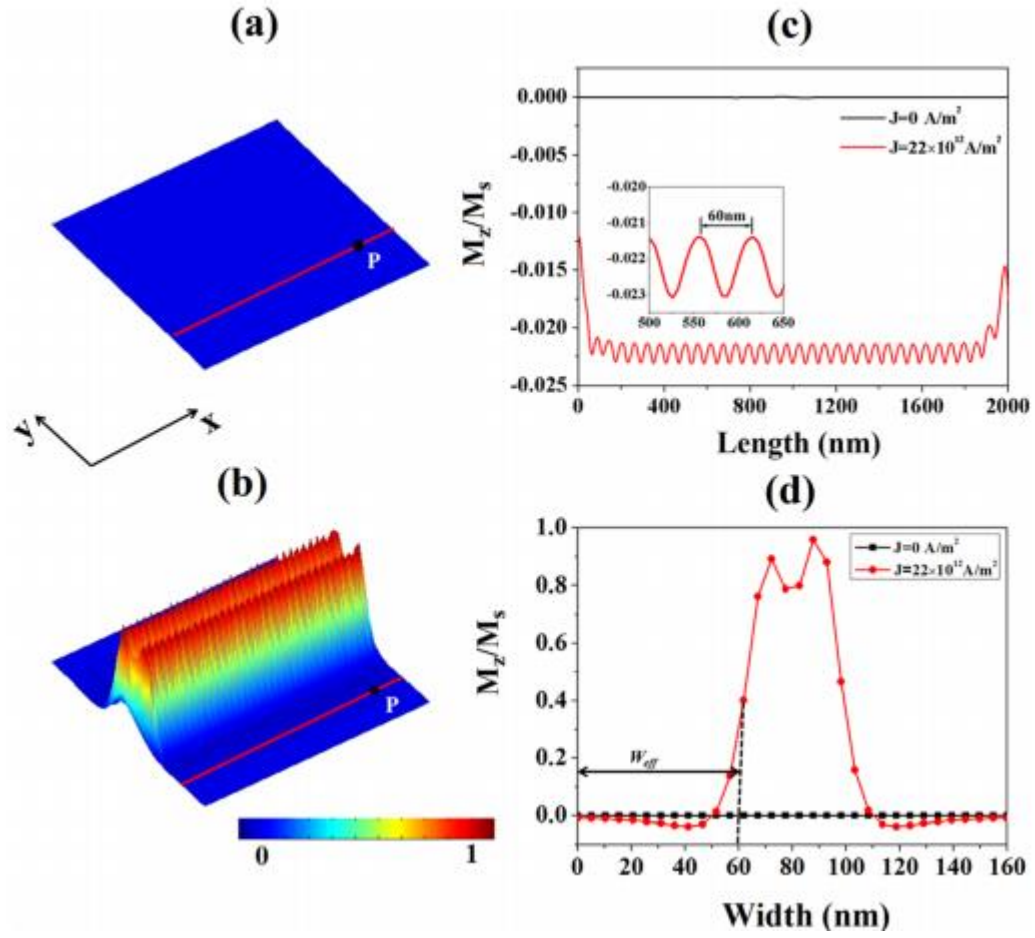 (a)
P
y
x
(b)
P
0
1
(c)
0.000
-0.005
-0.010
-0.015
-0.020
-0.025
M_z/M_s
J=0 A/m²
J=22×10¹²A/m²
-0.020
-0.021
-0.022
-0.023
60nm
500 550 600 650
0 400 800 1200 1600 2000
Length (nm)
(d)
1.0
0.8
0.6
0.4
0.2
0.0
M_z/M_s
J=0 A/m²
J=22×10¹²A/m²
W_eff
0 20 40 60 80 100 120 140 160
Width (nm)